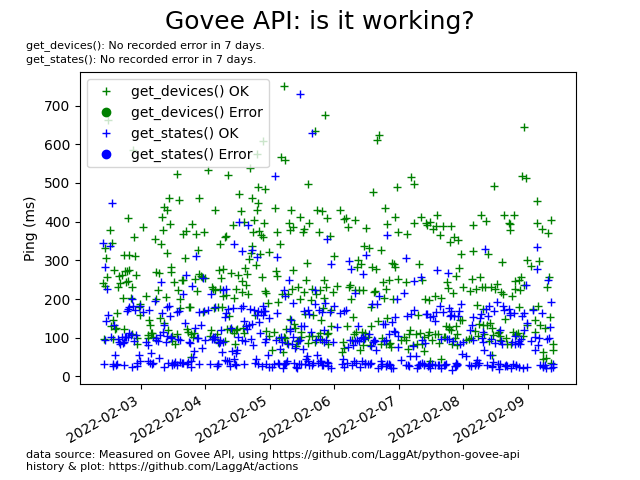 Govee API: is it working?
get_devices(): No recorded error in 7 days.
get_states(): No recorded error in 7 days.
get_devices() OK
get_devices() Error
get_states() OK
get_states() Error
Ping (ms)
700
600
500
400
300
200
100
0
2022-02-03
2022-02-04
2022-02-05
2022-02-06
2022-02-07
2022-02-08
2022-02-09
data source: Measured on Govee API, using https://github.com/LaggAt/python-govee-api
history & plot: https://github.com/LaggAt/actions